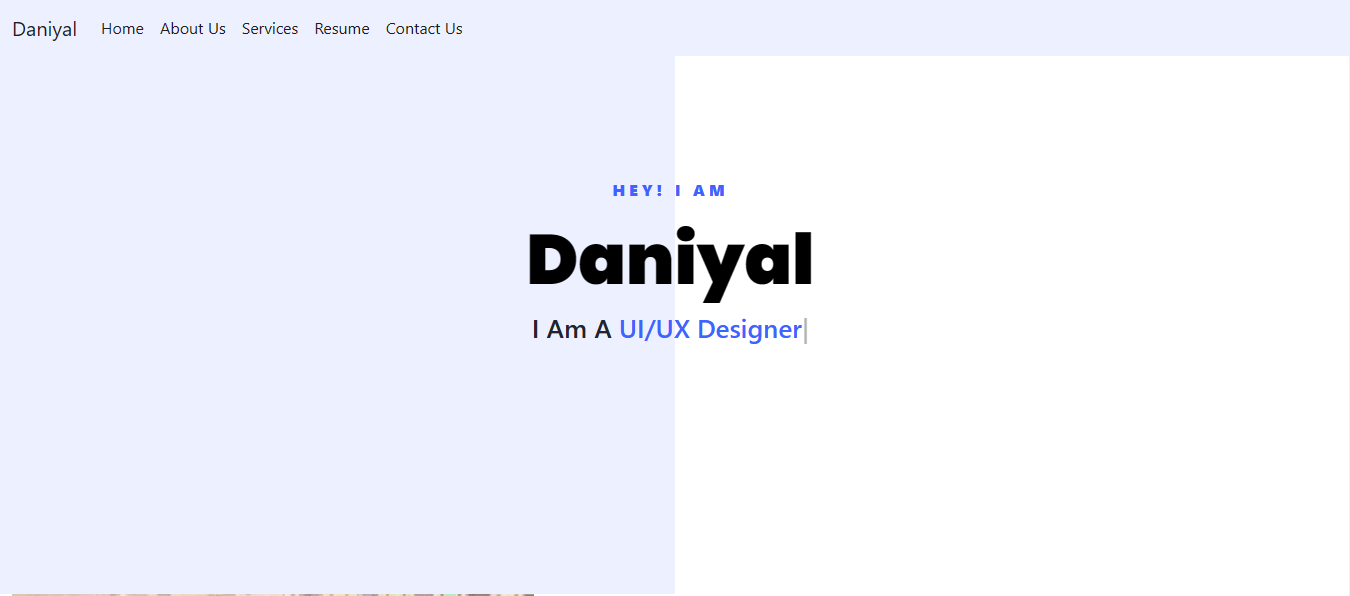 Daniyal Home About Us Services Resume Contact Us
HEY! I AM
Daniyal
I Am A UI/UX Designer|